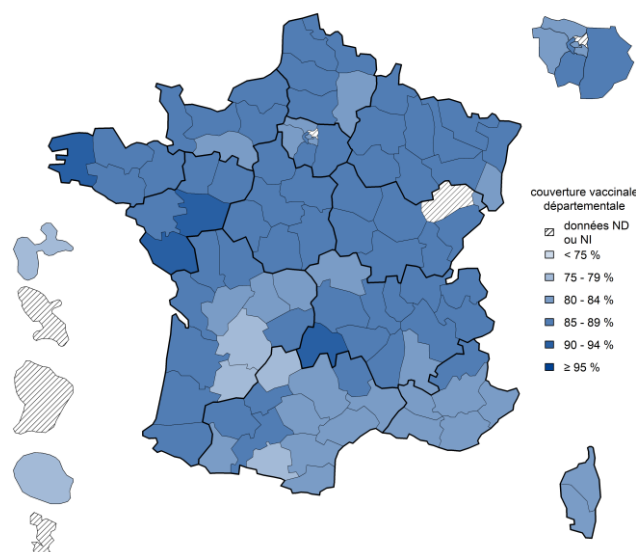 couverture vaccinale
départementale
données ND
ou NI
< 75 %
75 - 79 %
80 - 84 %
85 - 89 %
90 - 94 %
≥ 95 %